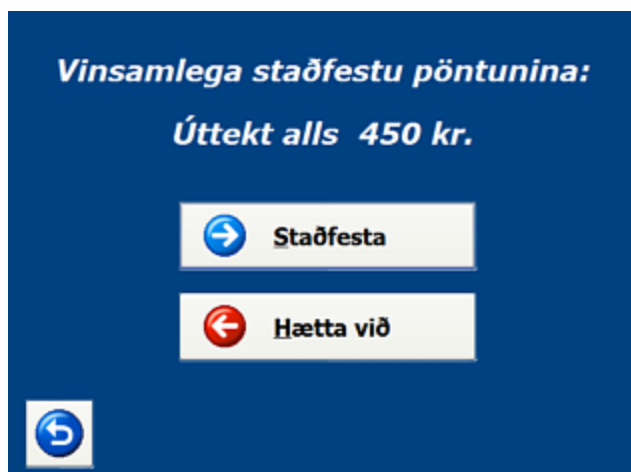 Vinsamlega staðfestu pöntunina:
Úttekt alls 450 kr.
Staðfesta
Hætta við